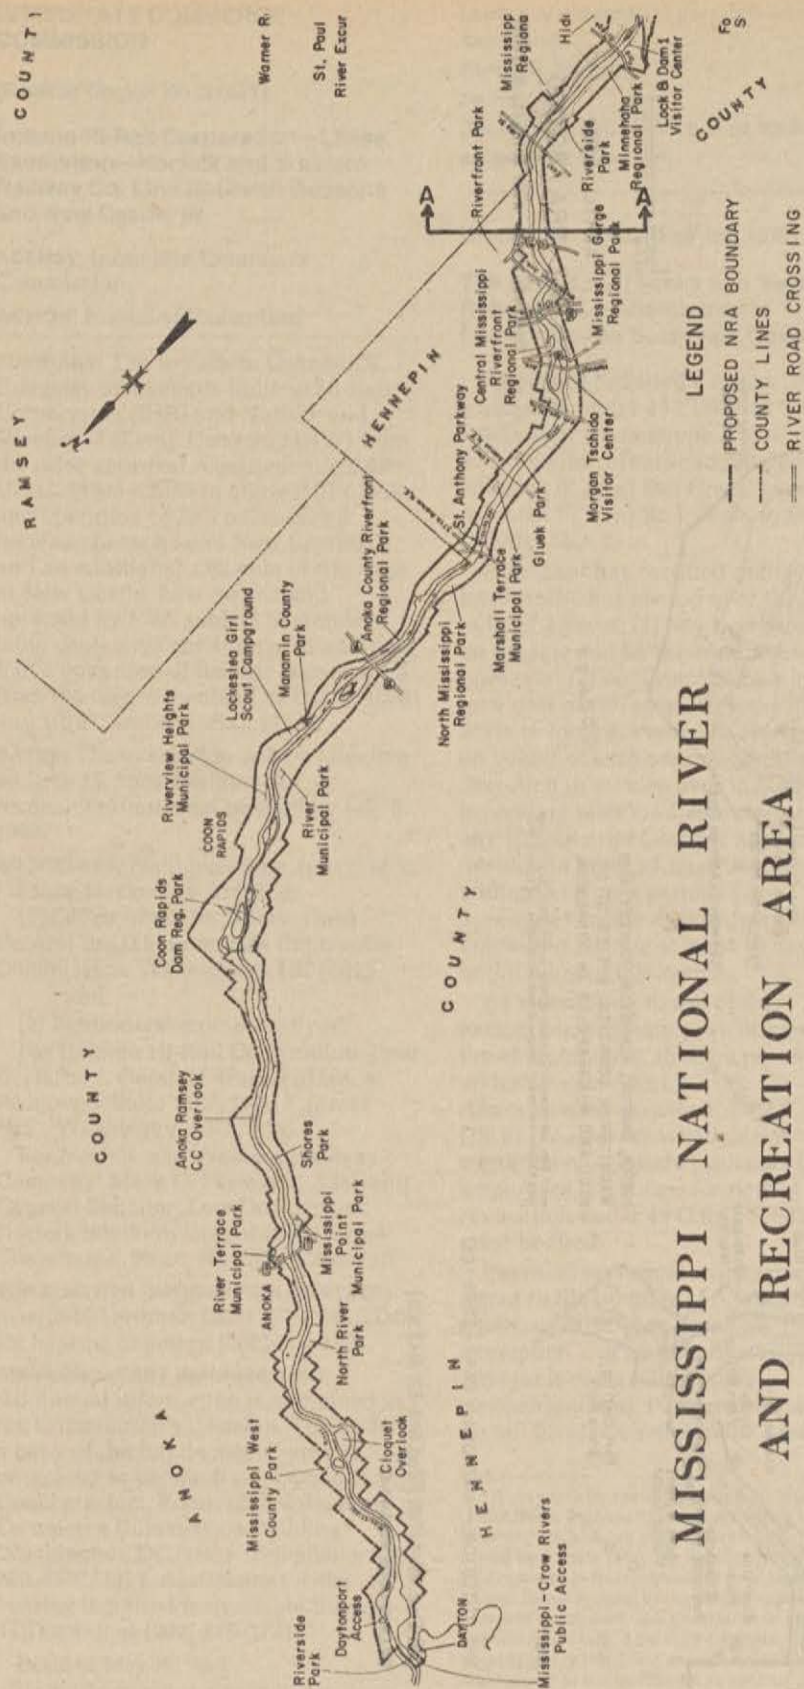 RAMSEY
COUNTY
COUNTY
ANOKA
HENNEPIN
COUNTY
HENNEPIN
COUNTY
Riverside
Park
Daytonport
Access
Mississippi West
County Park
River Terrace
Municipal Park
ANOKA
Anoka Ramsey
CC Overlook
Coon Rapids
Dam Reg. Park
COON
RAPIDS
Riverview Heights
Municipal Park
Lockeslea Girl
Scout Campground
Manamin County
Park
Anoka County Riverfront
Regional Park
St. Anthony Parkway
Central Mississippi
Riverfront
Regional Park
Riverfront Park
Mississipp
Regiona
Hidd
Warner R
St. Paul
River Excur
DAYTON
Mississippi-Crow Rivers
Public Access
Cloquet
Overlook
North River
Park
Mississippi
Point
Municipal Park
Shores
Park
River Park
Municipal Park
North Mississippi
Regional Park
Marshall Terrace
Municipal Park
Gluek Park
Morgan Tschida
Visitor Center
Mississippi Gorge
Regional Park
Riverside
Park
Minnehaha
Regional Park
Lock & Dam 1
Visitor Center
Fo
S
A
A
LEGEND
PROPOSED NRA BOUNDARY
COUNTY LINES
RIVER ROAD CROSSING
MISSISSIPPI NATIONAL RIVER
AND RECREATION AREA